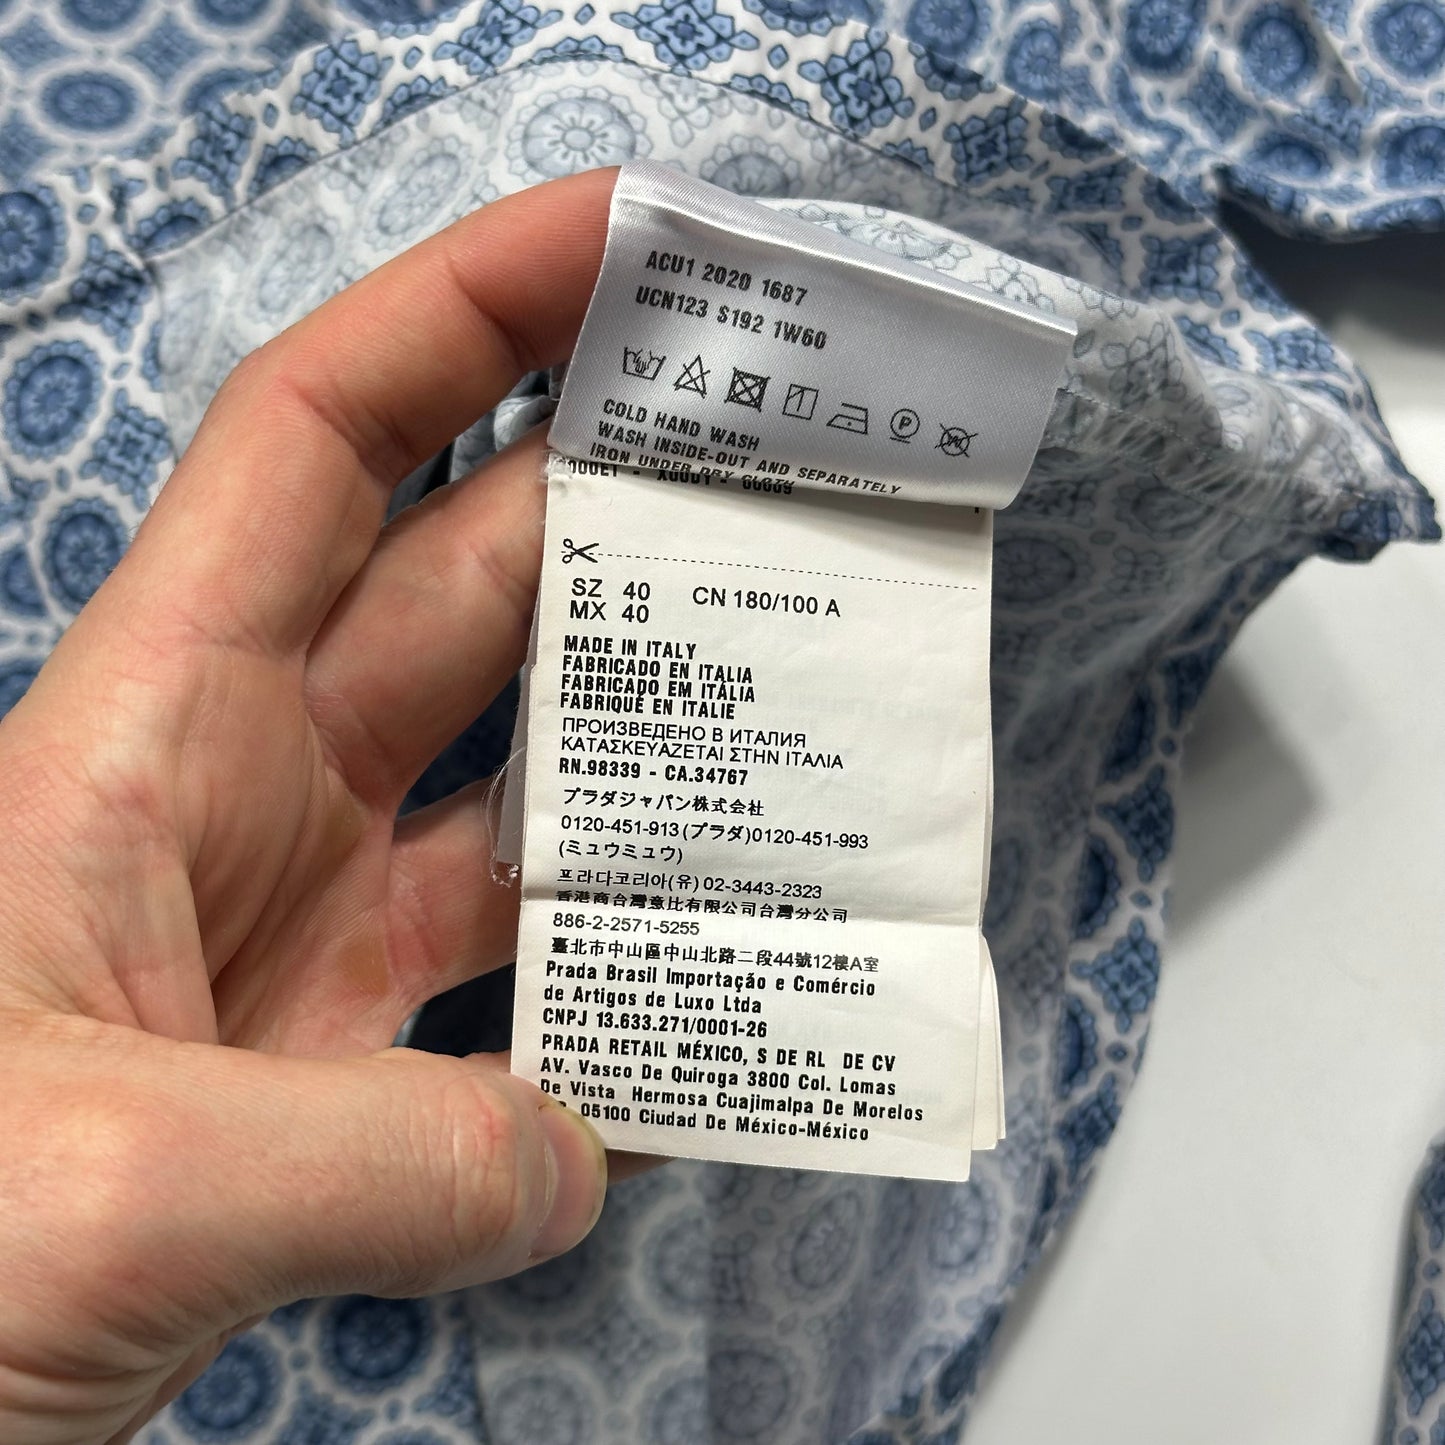 ACU1 2020 1687
UCN123 S192 1W60
P
W
COLD HAND WASH
WASH INSIDE-OUT AND SEPARATELY
IRON UNDER DRY CLOTH
SZ 40 CN 180/100 A
MX 40
MADE IN ITALY
FABRICADO EN ITALIA
FABRICADO EM ITÁLIA
FABRIQUÉ EN ITALIE
ПРОИЗВЕДЕНО В ИТАЛИЯ
ΚΑΤΑΣΚΕΥΑΖΕΤΑΙ ΣΤΗΝ ΙΤΑΛΙΑ
RN.98339 - CA.34767
プラダジャパン株式会社
0120-451-913(プラダ)0120-451-993
(ミュウミュウ)
프라다코리아(유) 02-3443-2323
香港商台灣意比有限公司台灣分公司
886-2-2571-5255
臺北市中山區中山北路二段44號12樓A室
Prada Brasil Importação e Comércio
de Artigos de Luxo Ltda
CNPJ 13.633.271/0001-26
PRADA RETAIL MÉXICO, S DE RL DE CV
AV. Vasco De Quiroga 3800 Col. Lomas
De Vista Hermosa Cuajimalpa De Morelos
05100 Ciudad De México-México